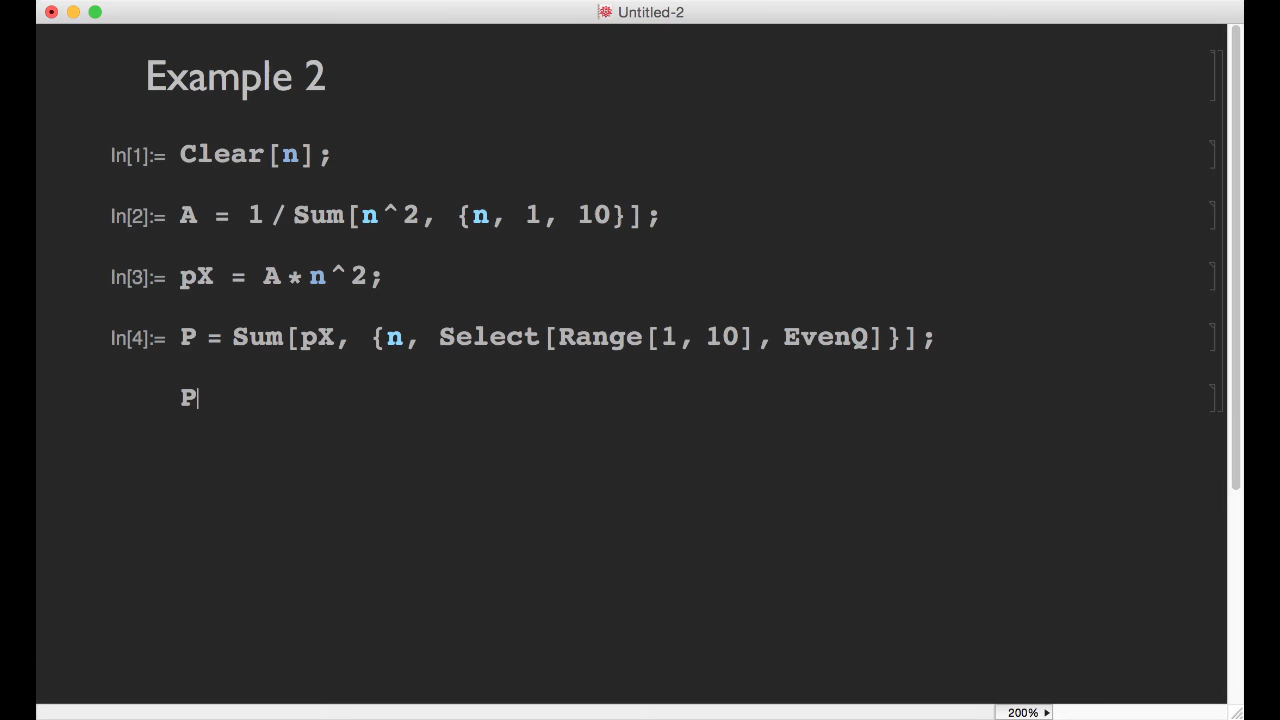 Untitled-2
Example 2
In[1]:= Clear[n];
In[2]:= A = 1/Sum[n^2, {n, 1, 10}];
In[3]:= pX = A*n^2;
In[4]:= P = Sum[pX, {n, Select[Range[1, 10], EvenQ]}];
P
200%